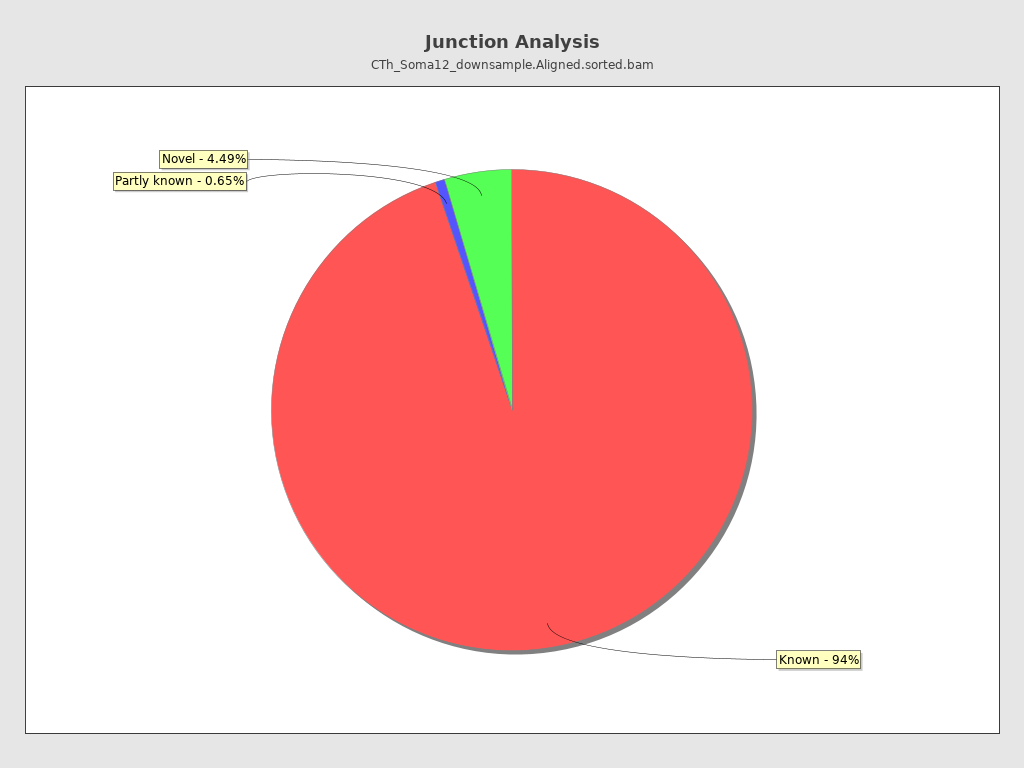 Junction Analysis
CTh_Soma12_downsample.Aligned.sorted.bam
Novel - 4.49%
Partly known - 0.65%
Known - 94%